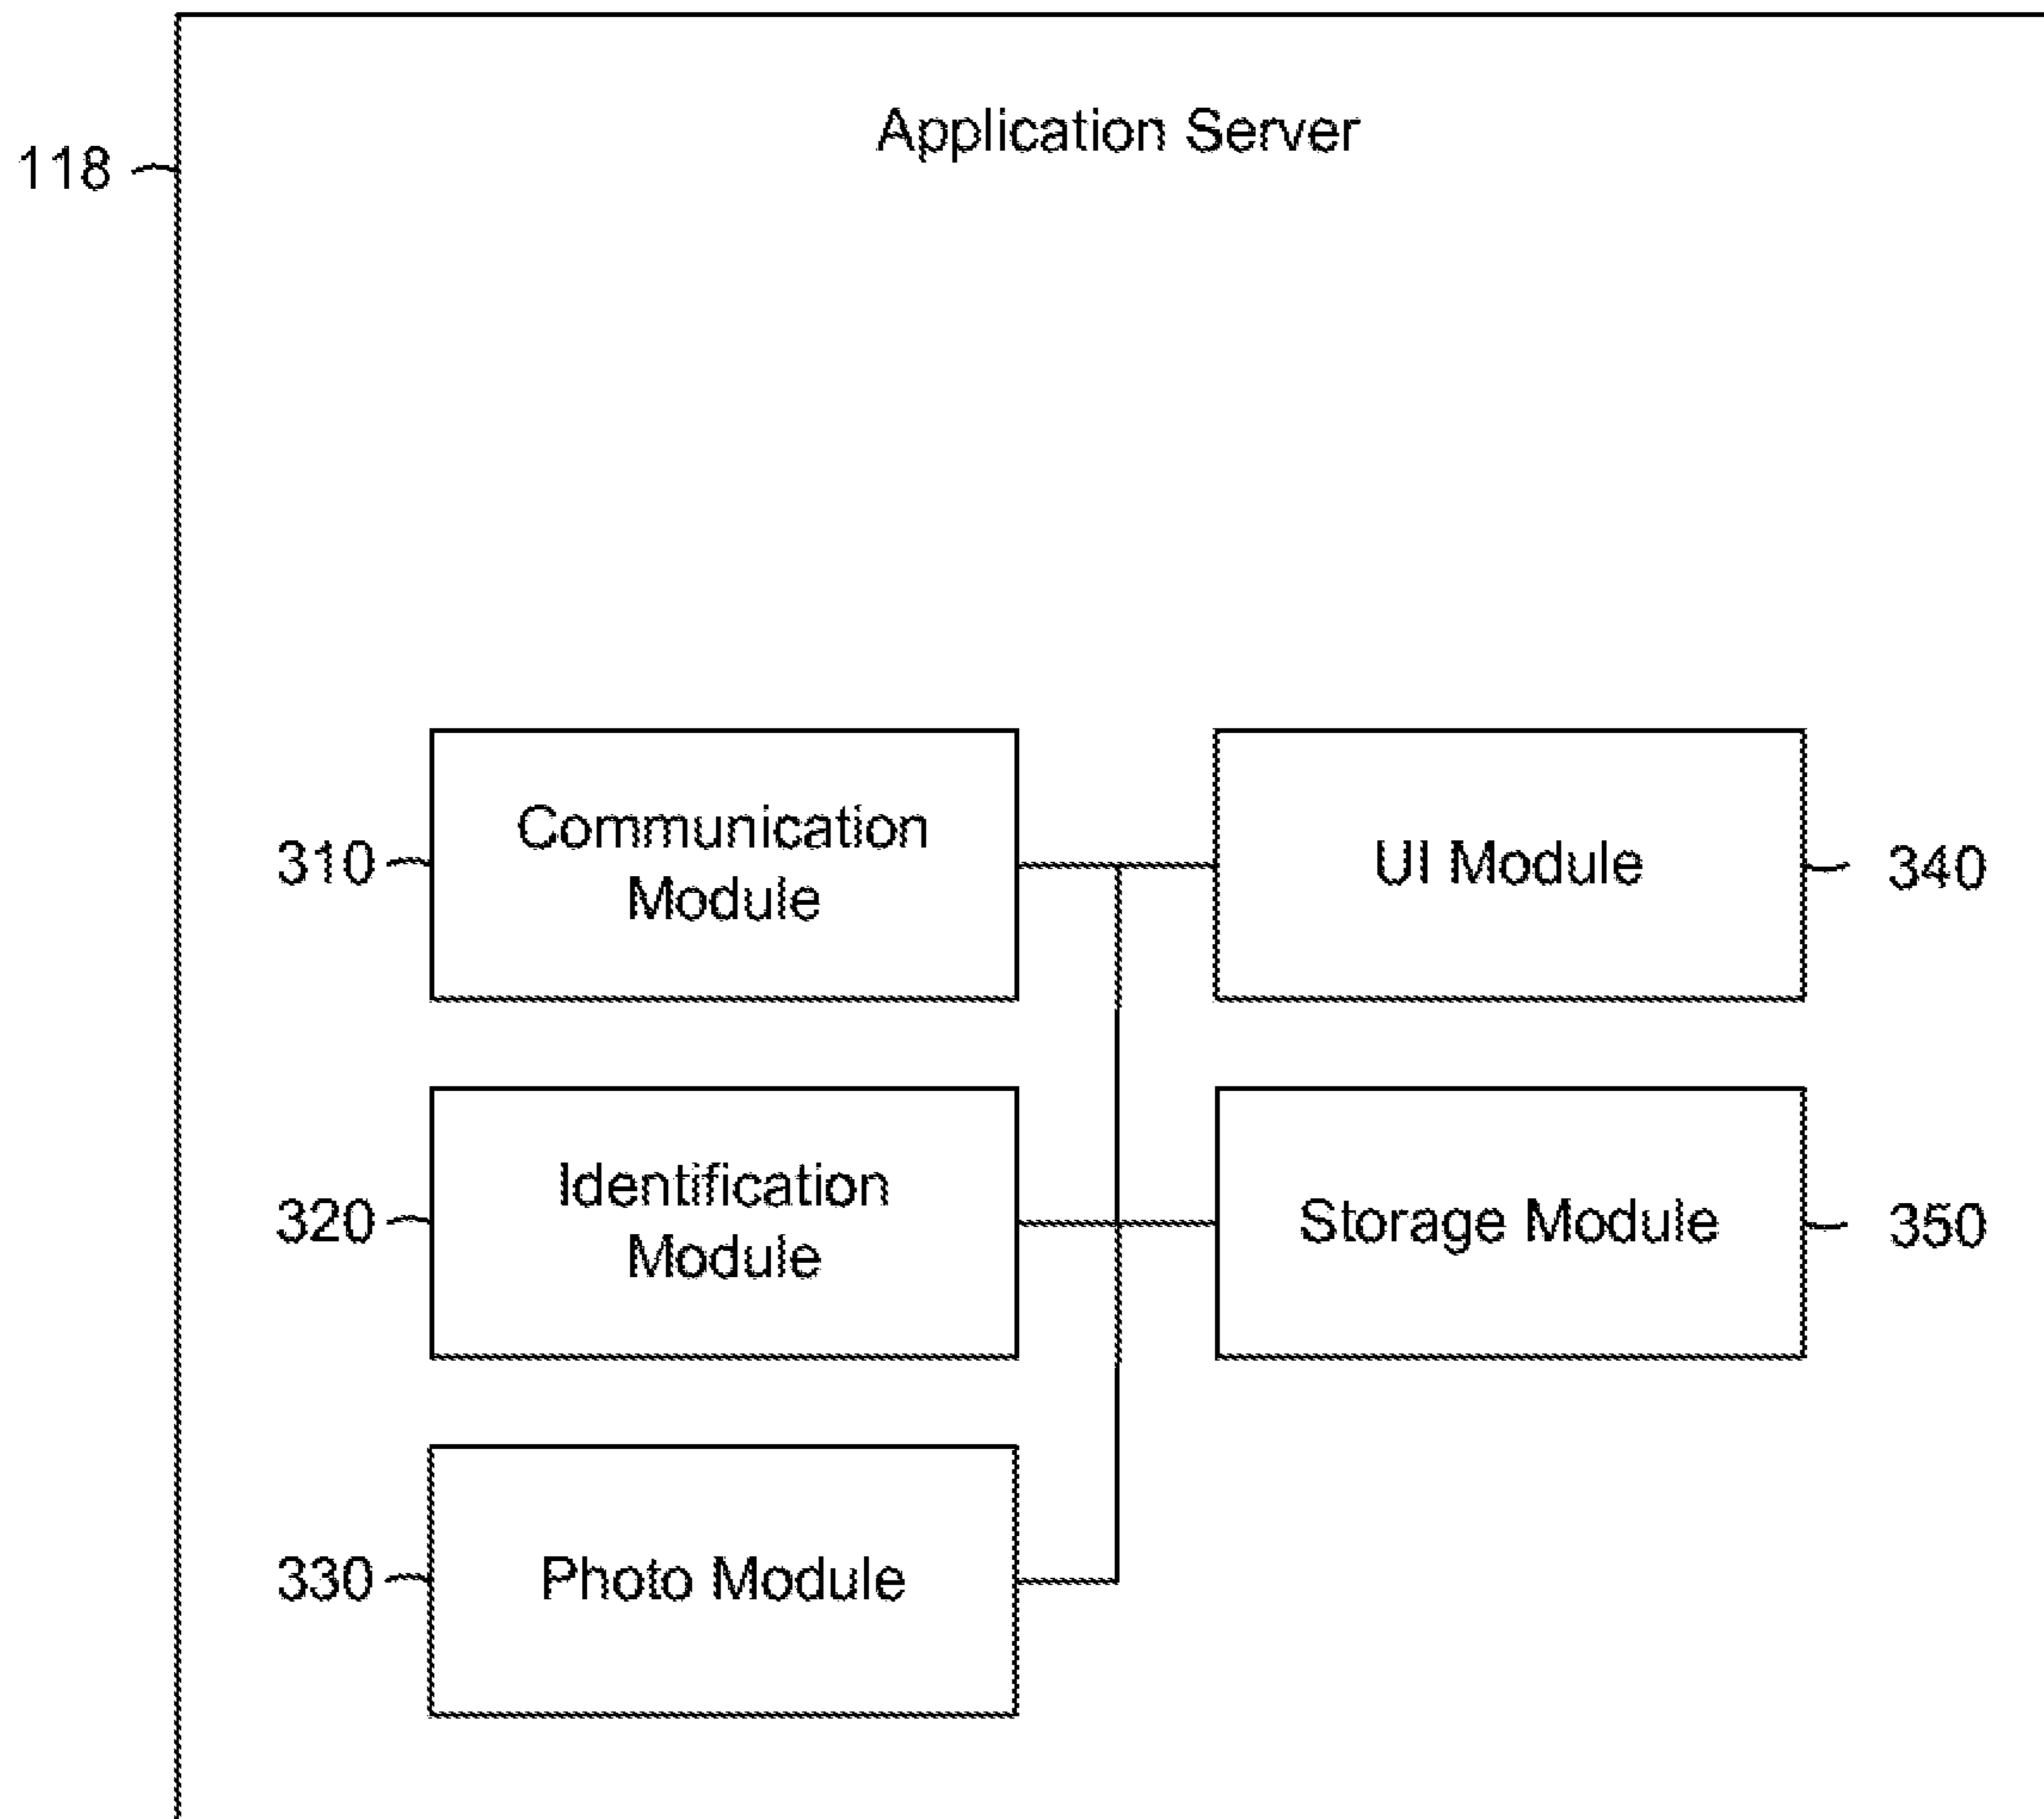 Application Server
118
Communication
Module
310
UI Module
340
Identification
Module
320
Storage Module
350
Photo Module
330